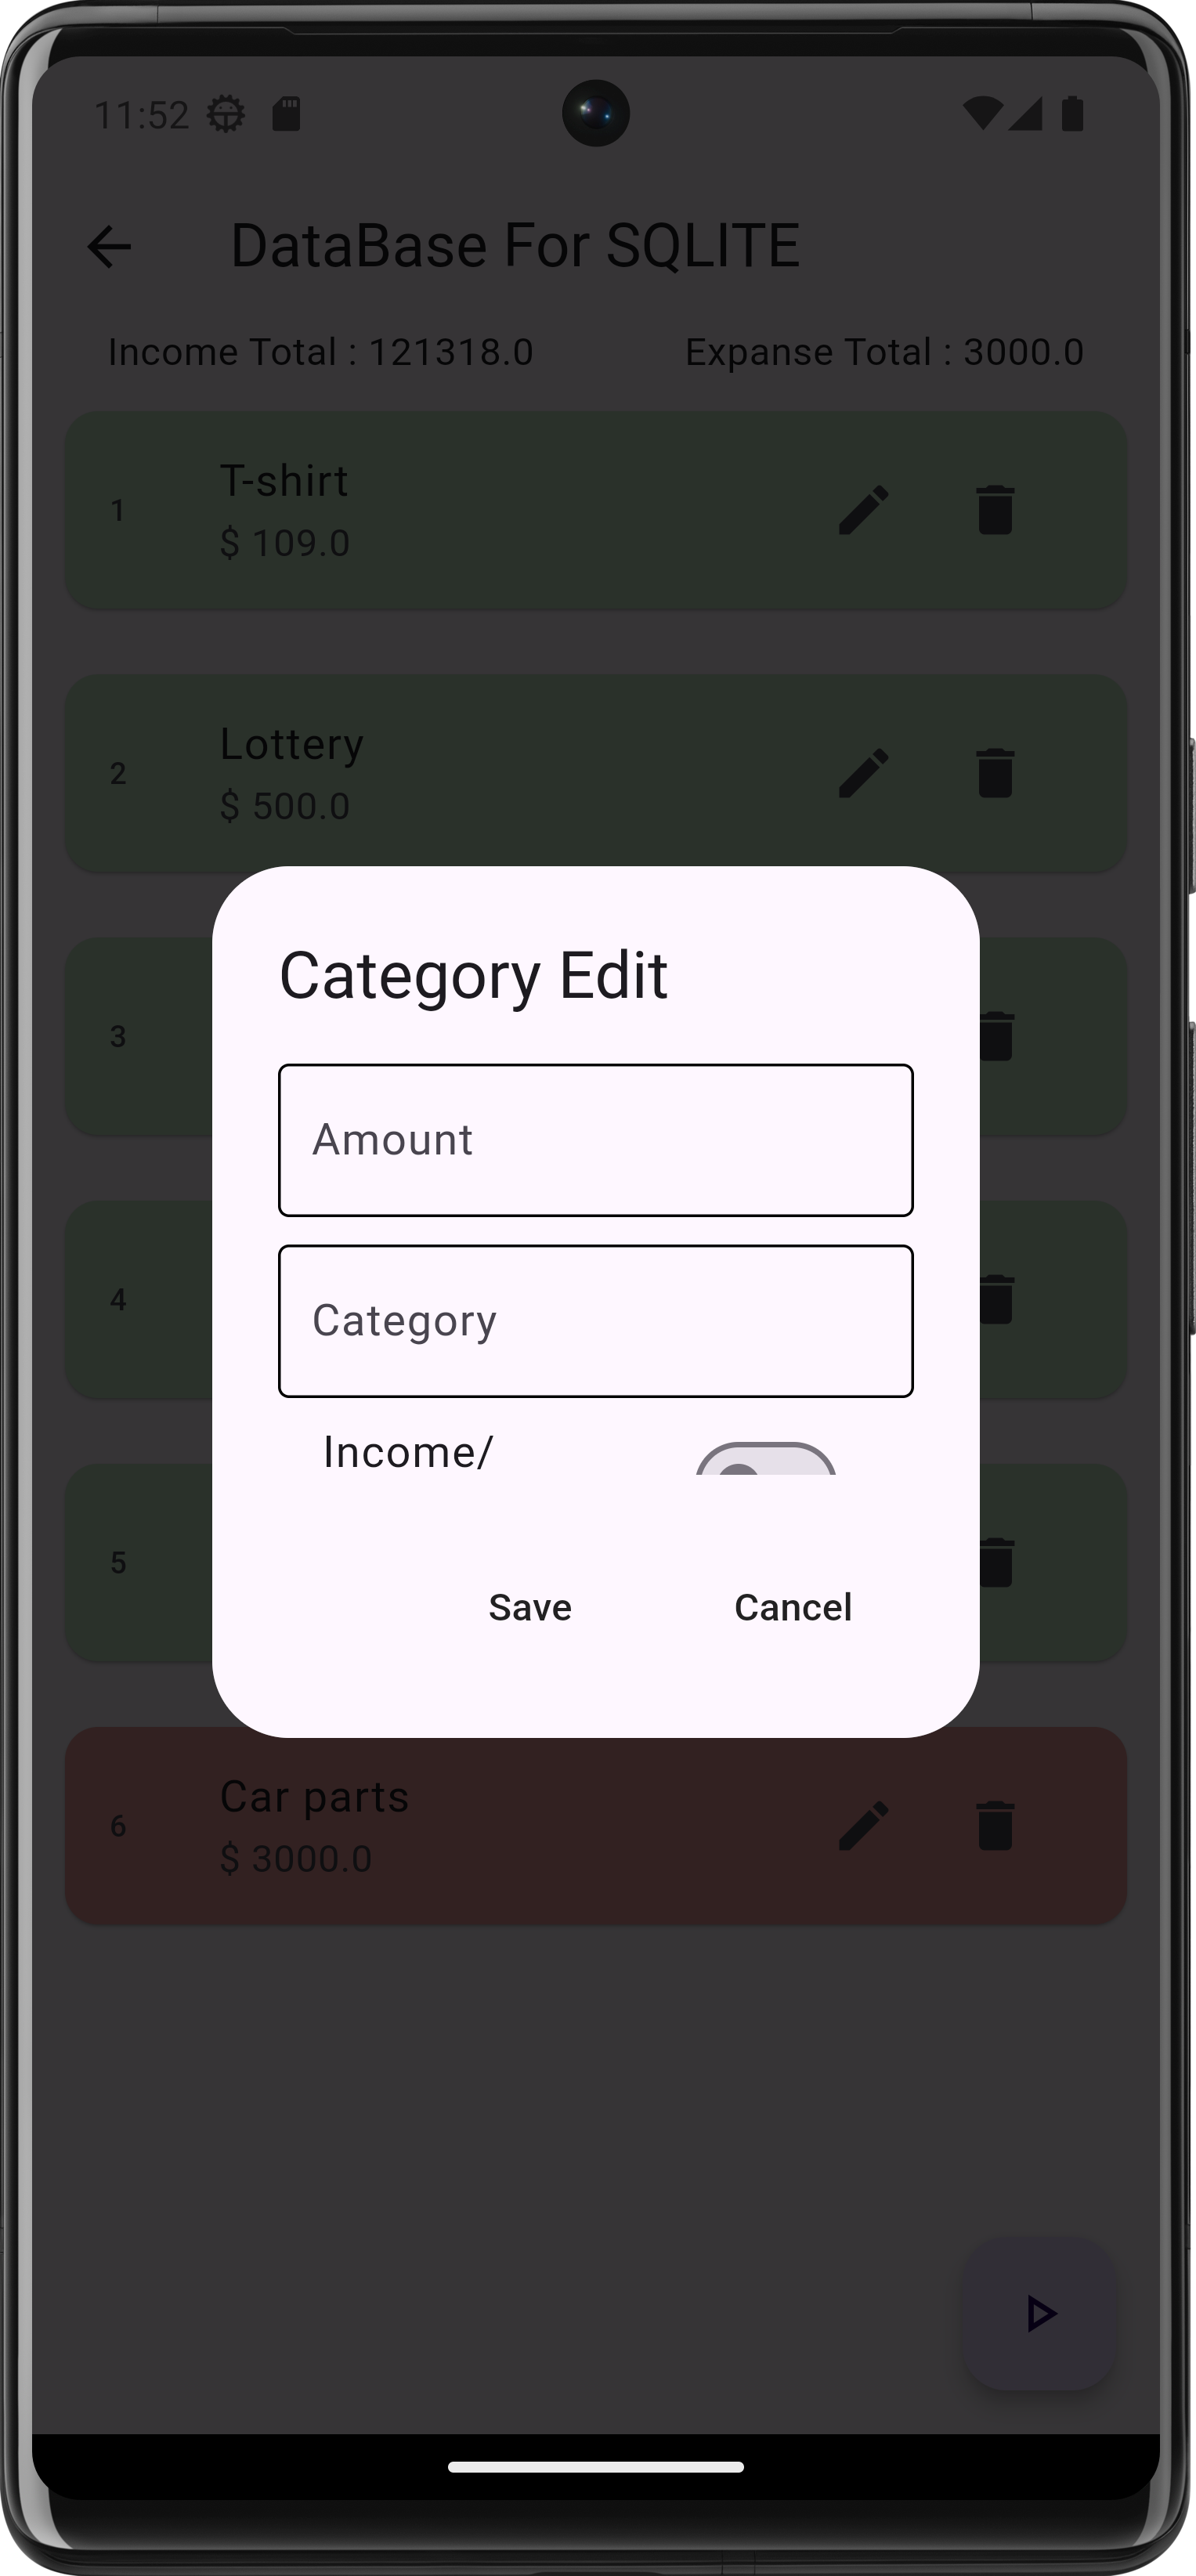 11:52
DataBase For SQLITE
Income Total : 121318.0
Expanse Total : 3000.0
1
T-shirt
$ 109.0
2
Lottery
$ 500.0
3
4
5
Category Edit
Amount
Category
Income/
Save
Cancel
6
Car parts
$ 3000.0